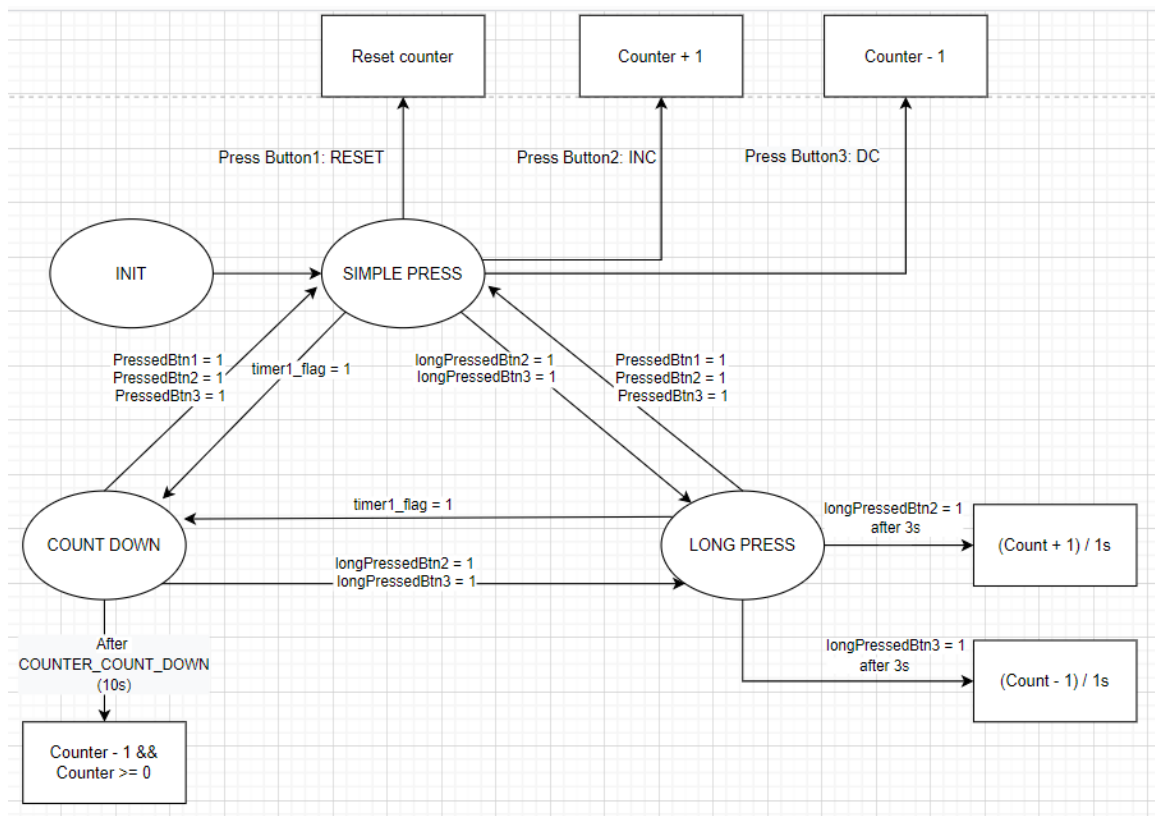 Reset counter
Counter + 1
Counter - 1
Press Button1: RESET
Press Button2: INC
Press Button3: DC
INIT
SIMPLE PRESS
PressedBtn1 = 1
PressedBtn2 = 1
PressedBtn3 = 1
timer1_flag = 1
longPressedBtn2 = 1
longPressedBtn3 = 1
PressedBtn1 = 1
PressedBtn2 = 1
PressedBtn3 = 1
timer1_flag = 1
COUNT DOWN
LONG PRESS
longPressedBtn2 = 1
after 3s
(Count + 1) / 1s
longPressedBtn2 = 1
longPressedBtn3 = 1
After
COUNTER_COUNT_DOWN
(10s)
longPressedBtn3 = 1
after 3s
(Count - 1) / 1s
Counter - 1 &&
Counter >= 0